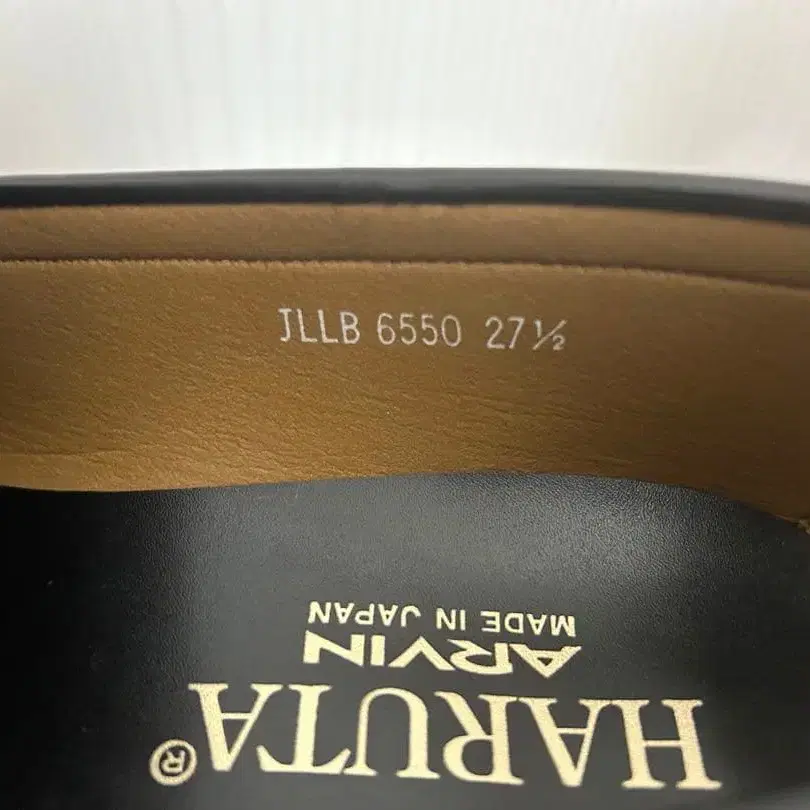 JLLB 6550 27½
HARUTA®
ARVIN
MADE IN JAPAN